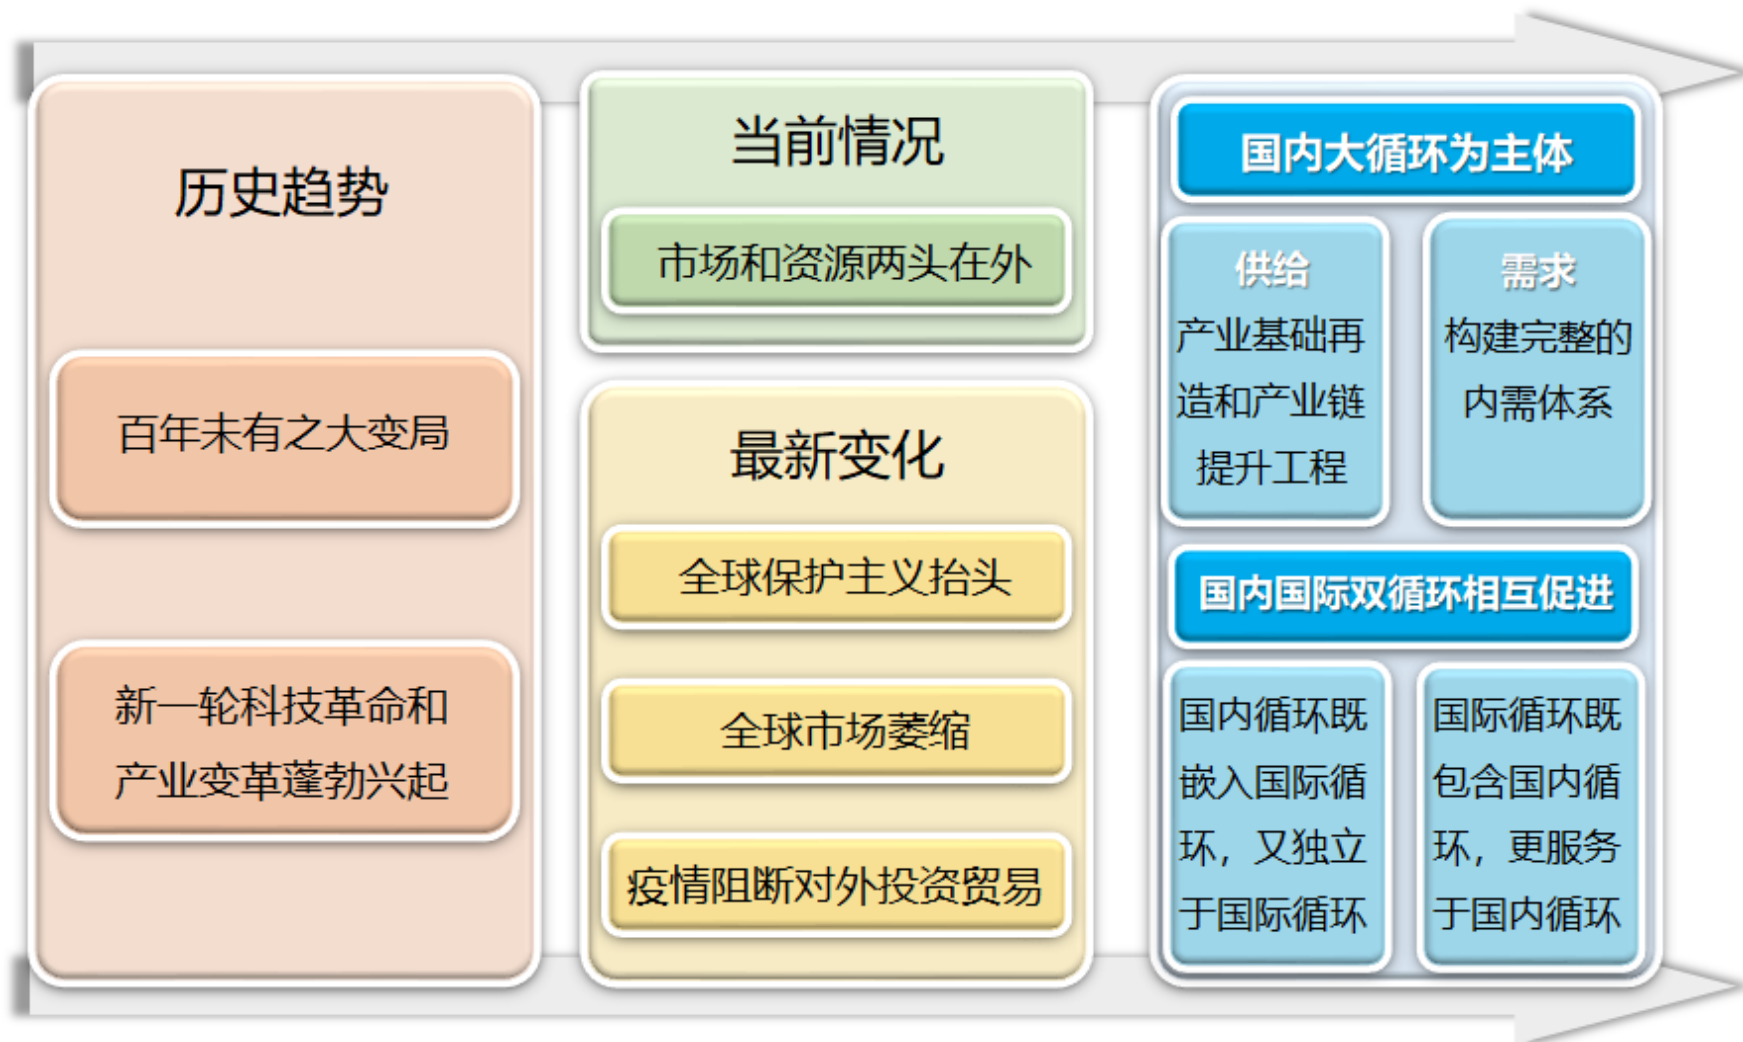 历史趋势
百年未有之大变局
新一轮科技革命和
产业变革蓬勃兴起
当前情况
市场和资源两头在外
最新变化
全球保护主义抬头
全球市场萎缩
疫情阻断对外投资贸易
国内大循环为主体
供给
产业基础再
造和产业链
提升工程
需求
构建完整的
内需体系
国内国际双循环相互促进
国内循环既
嵌入国际循
环，又独立
于国际循环
国际循环既
包含国内循
环，更服务
于国内循环